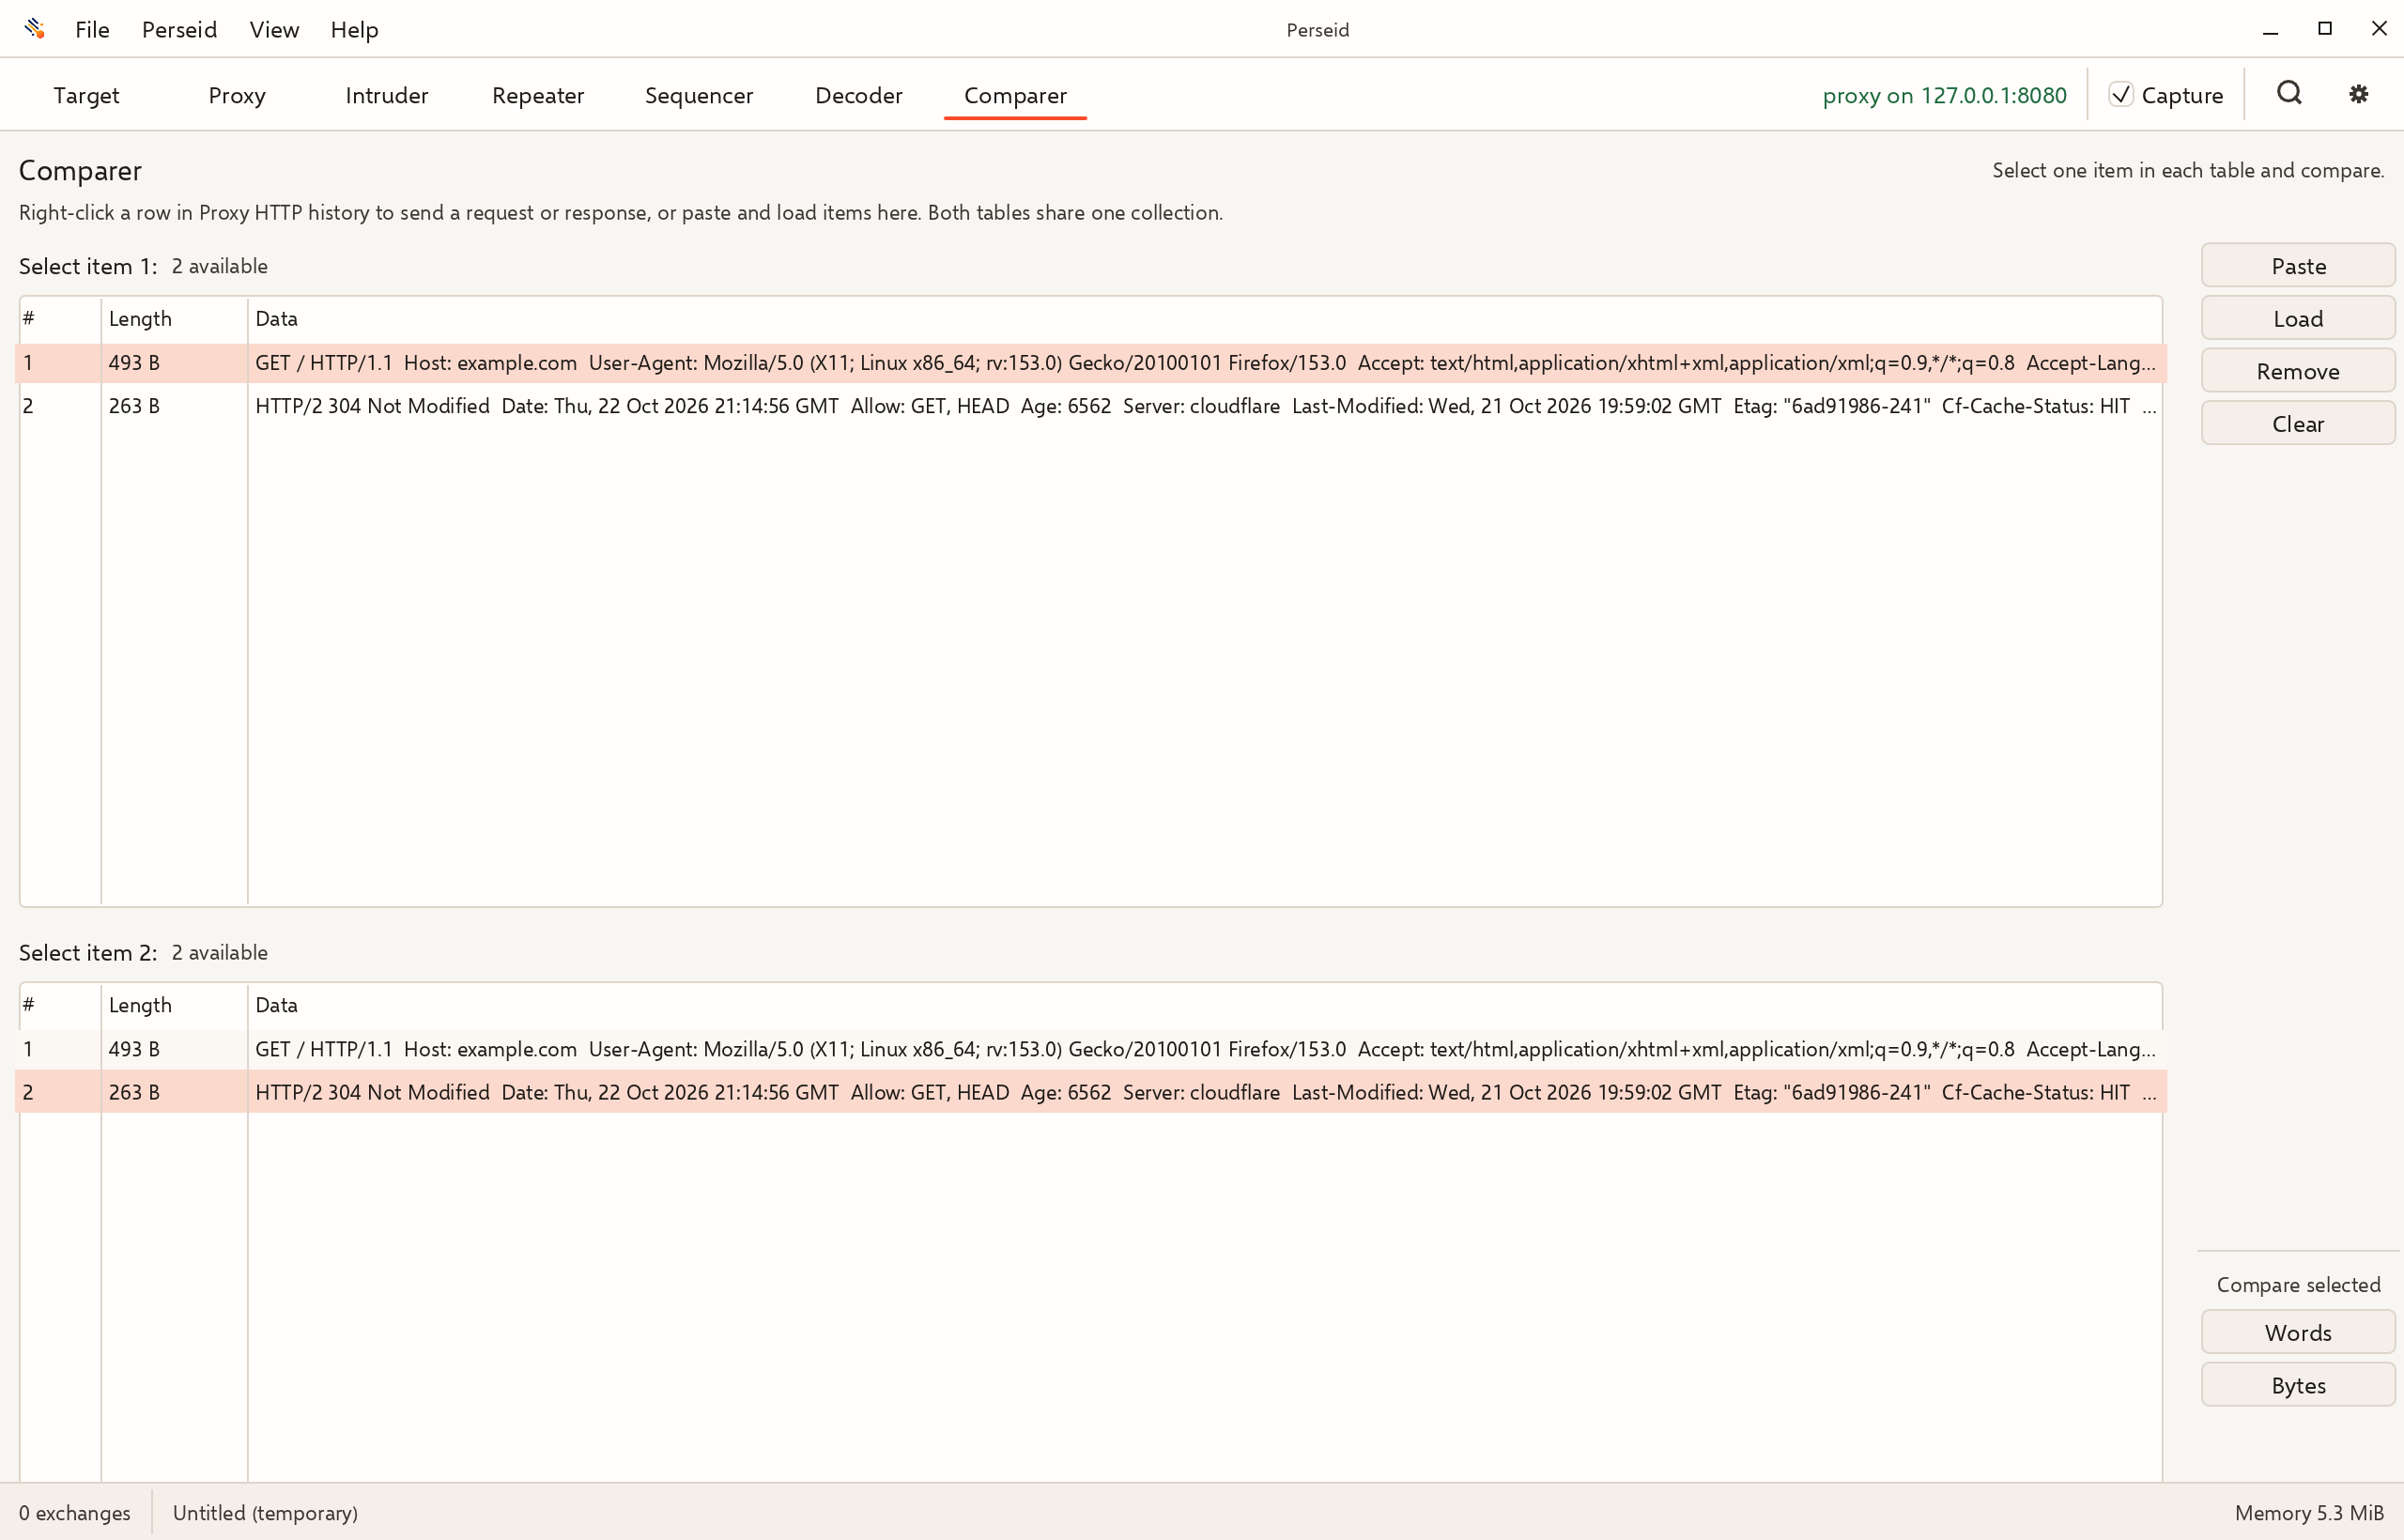 File Perseid View Help Perseid
Target Proxy Intruder Repeater Sequencer Decoder Comparer proxy on 127.0.0.1:8080 Capture
Comparer Select one item in each table and compare.
Right-click a row in Proxy HTTP history to send a request or response, or paste and load items here. Both tables share one collection.
Select item 1: 2 available Paste
# Length Data Load
1 493 B GET / HTTP/1.1 Host: example.com User-Agent: Mozilla/5.0 (X11; Linux x86_64; rv:153.0) Gecko/20100101 Firefox/153.0 Accept: text/html,application/xhtml+xml,application/xml;q=0.9,*/*;q=0.8 Accept-Lang... Remove
2 263 B HTTP/2 304 Not Modified Date: Thu, 22 Oct 2026 21:14:56 GMT Allow: GET, HEAD Age: 6562 Server: cloudflare Last-Modified: Wed, 21 Oct 2026 19:59:02 GMT Etag: "6ad91986-241" Cf-Cache-Status: HIT ... Clear
Select item 2: 2 available
# Length Data
1 493 B GET / HTTP/1.1 Host: example.com User-Agent: Mozilla/5.0 (X11; Linux x86_64; rv:153.0) Gecko/20100101 Firefox/153.0 Accept: text/html,application/xhtml+xml,application/xml;q=0.9,*/*;q=0.8 Accept-Lang...
2 263 B HTTP/2 304 Not Modified Date: Thu, 22 Oct 2026 21:14:56 GMT Allow: GET, HEAD Age: 6562 Server: cloudflare Last-Modified: Wed, 21 Oct 2026 19:59:02 GMT Etag: "6ad91986-241" Cf-Cache-Status: HIT ...
Compare selected
Words
Bytes
0 exchanges Untitled (temporary) Memory 5.3 MiB